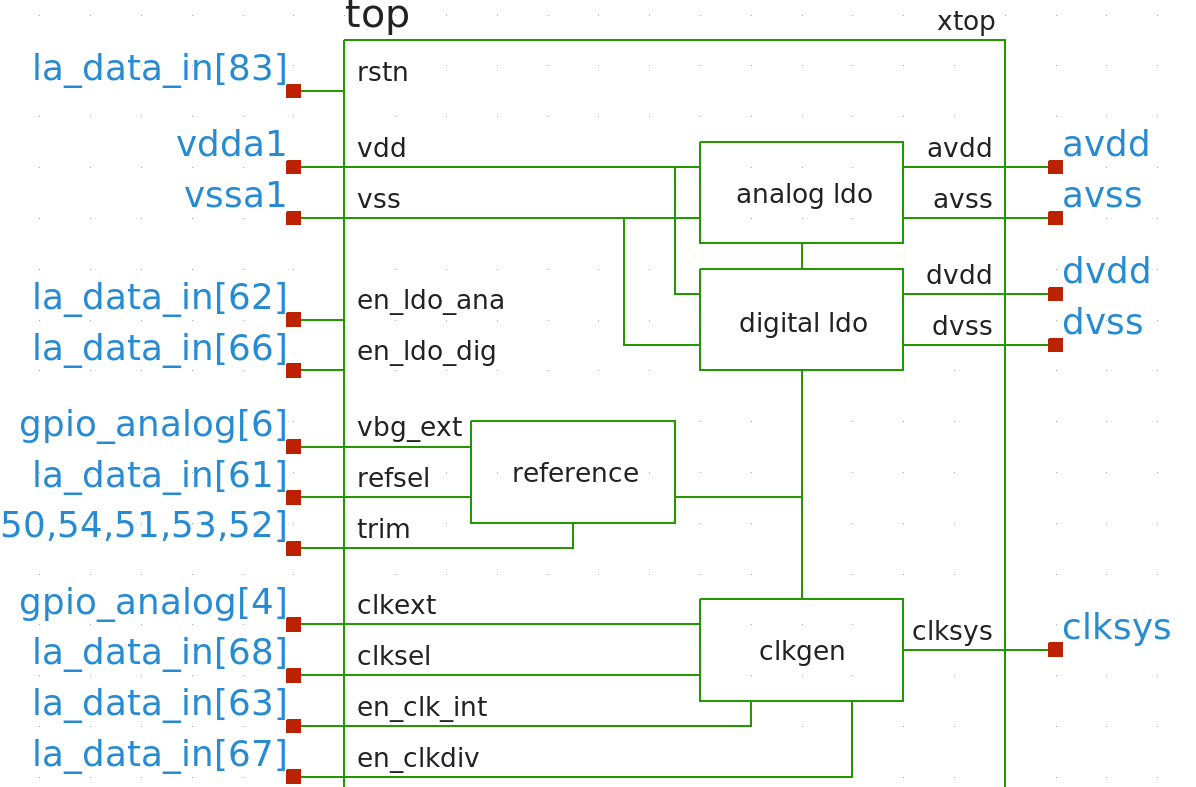 top
xtop
la_data_in[83]
rstn
vdda1
vdd
avdd
avdd
analog ldo
vssa1
vss
avss
avss
dvdd
dvdd
la_data_in[62]
en_ldo_ana
digital ldo
dvss
dvss
la_data_in[66]
en_ldo_dig
gpio_analog[6]
vbg_ext
reference
la_data_in[61]
refsel
50,54,51,53,52]
trim
gpio_analog[4]
clkext
clksys
clksys
la_data_in[68]
clksel
clkgen
la_data_in[63]
en_clk_int
la_data_in[67]
en_clkdiv